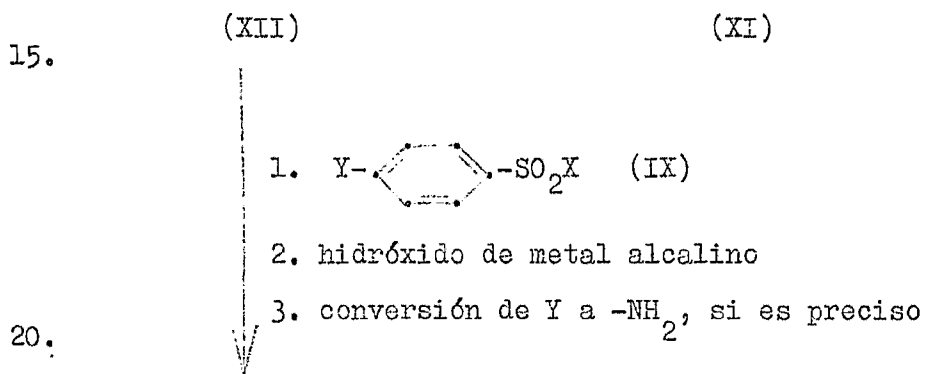 (XII) (XI)
15.
1. Y- -SO2X (IX)
2. hidróxido de metal alcalino
3. conversión de Y a -NH2, si es preciso
20.